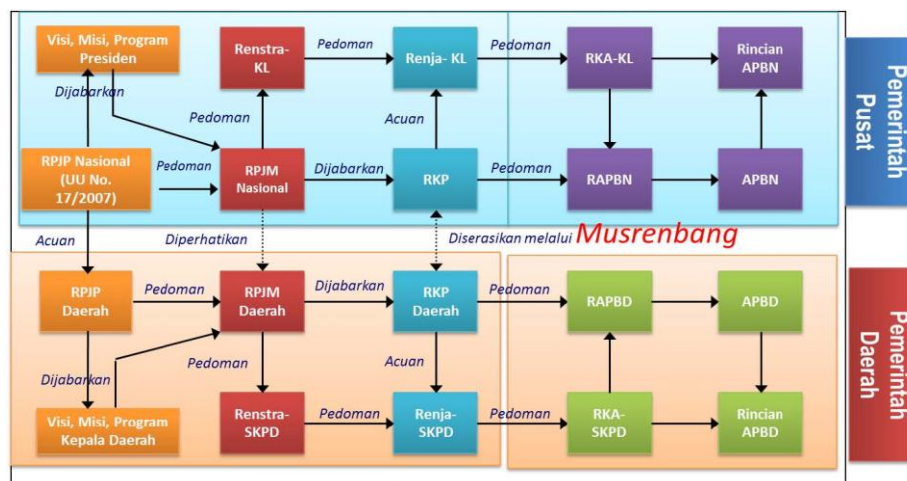 Visi, Misi, Program
Presiden
Renstra-
KL
Pedoman
Renja- KL
Pedoman
RKA-KL
Rincian
APBN
Dijabarkan
Pedoman
Acuan
RPJP Nasional
(UU No.
17/2007)
Pedoman
RPJM
Nasional
Dijabarkan
RKP
Pedoman
RAPBN
APBN
Pemerintah
Pusat
Acuan
Diperhatikan
Diserasikan melalui Musrenbang
RPJP
Daerah
Pedoman
RPJM
Daerah
Dijabarkan
RKP
Daerah
Pedoman
RAPBD
APBD
Dijabarkan
Pedoman
Acuan
Visi, Misi, Program
Kepala Daerah
Renstra-
SKPD
Pedoman
Renja-
SKPD
Pedoman
RKA-
SKPD
Rincian
APBD
Pemerintah
Daerah